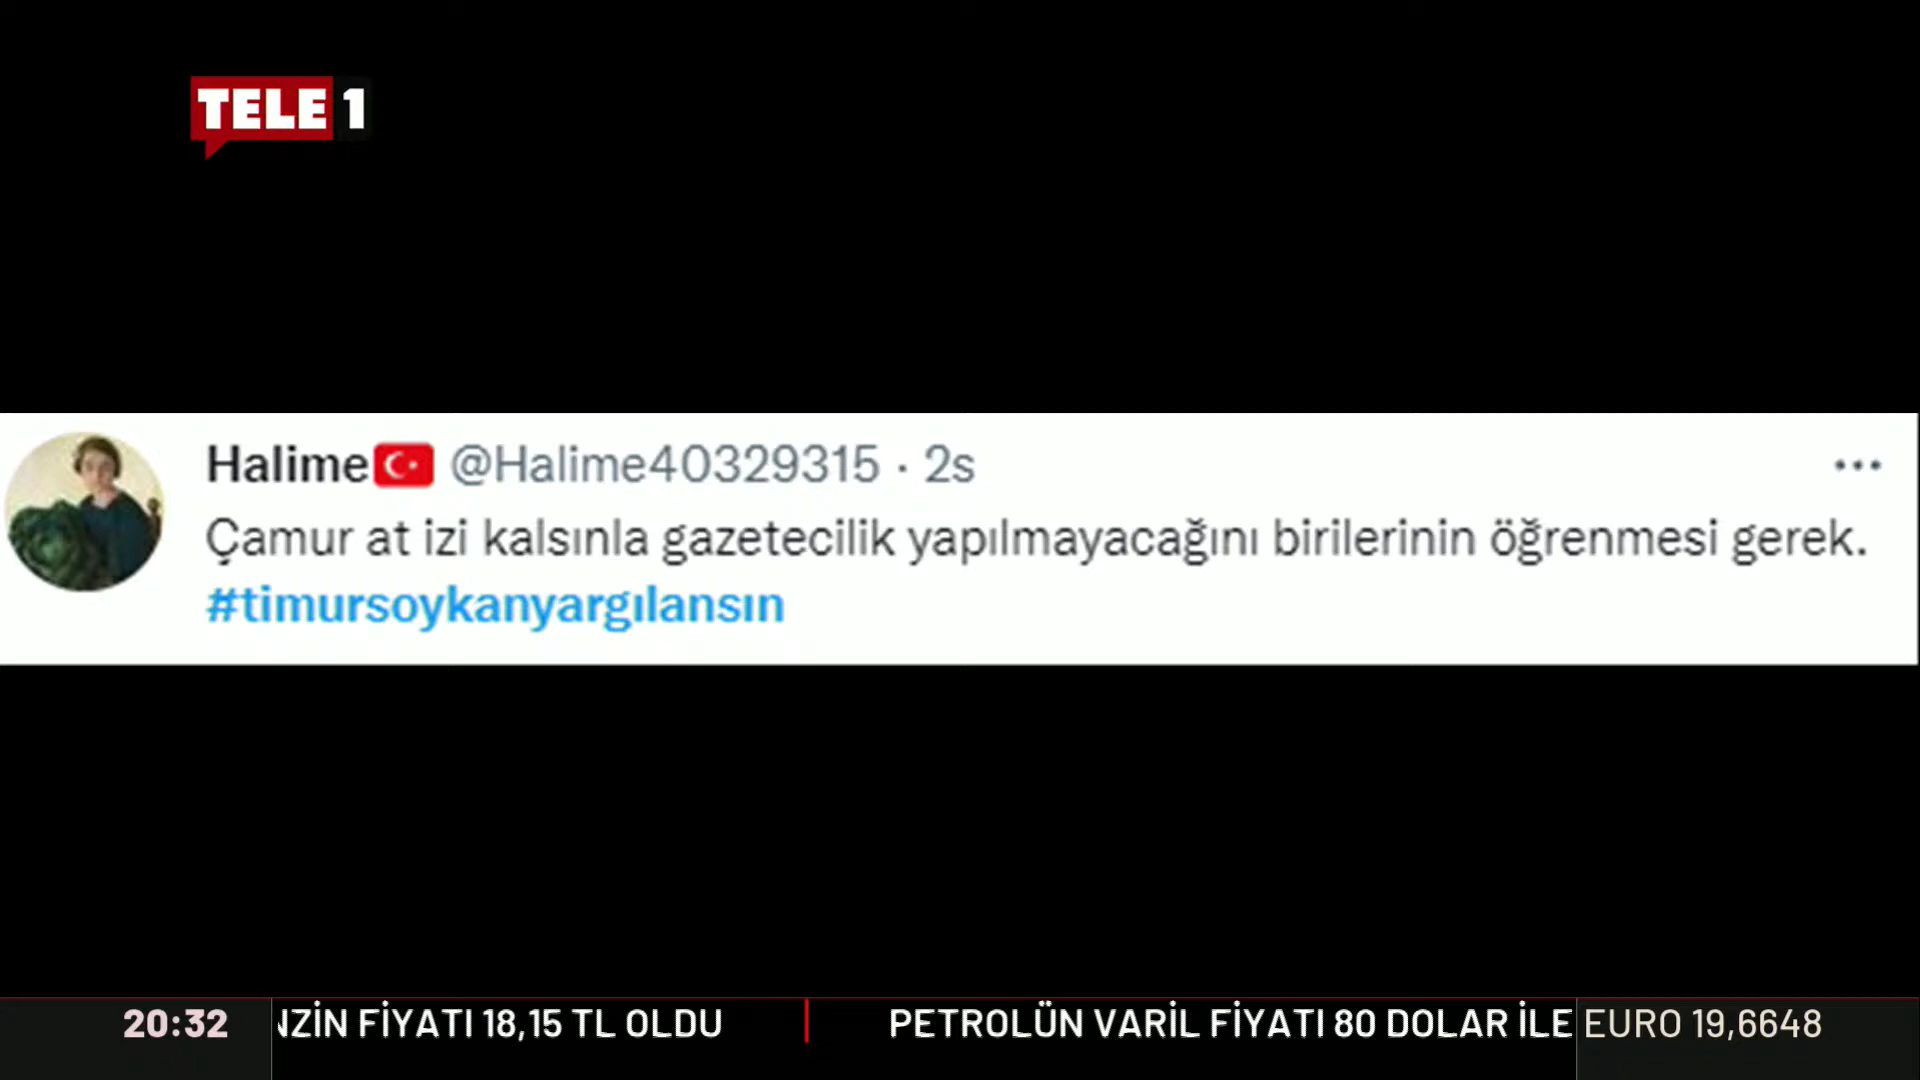 TELE 1
Halime @Halime40329315 · 2s
Çamur at izi kalsınla gazetecilik yapılmayacağını birilerinin öğrenmesi gerek.
#timursoykanyargılansın
20:32
NZİN FİYATI 18,15 TL OLDU
PETROLÜN VARİL FİYATI 80 DOLAR İLE
EURO 19,6648